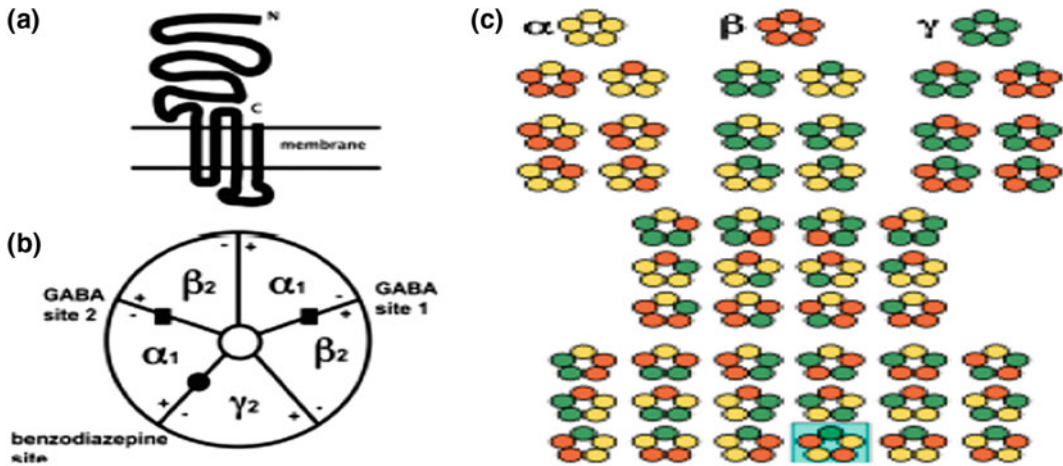 (a)
N
C
membrane
(b)
- +
β2 α1
GABA
site 2
+
-
-
+
GABA
site 1
α1 β2
γ2
+ - + -
benzodiazepine
site
(c)
α β γ